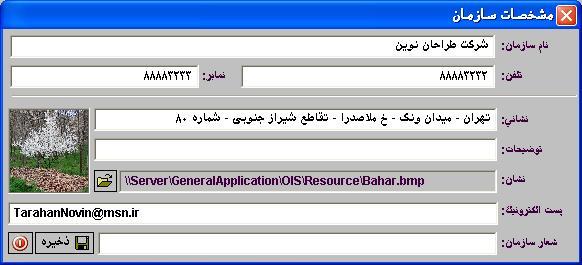 مشخصات سازمان
نام سازمان: شرکت طراحان نوین
تلفن: ۸۸۸۸۳۲۳۲ نمابر: ۸۸۸۸۳۲۳۳
نشاني: تهران - میدان ونک - خ ملاصدرا - تقاطع شیراز جنوبی - شماره ۸۰
توضیحات:
نشان: \\Server\GeneralApplication\OIS\Resource\Bahar.bmp
پست الکترونیک: TarahanNovin@msn.ir
شعار سازمان:
ذخیره